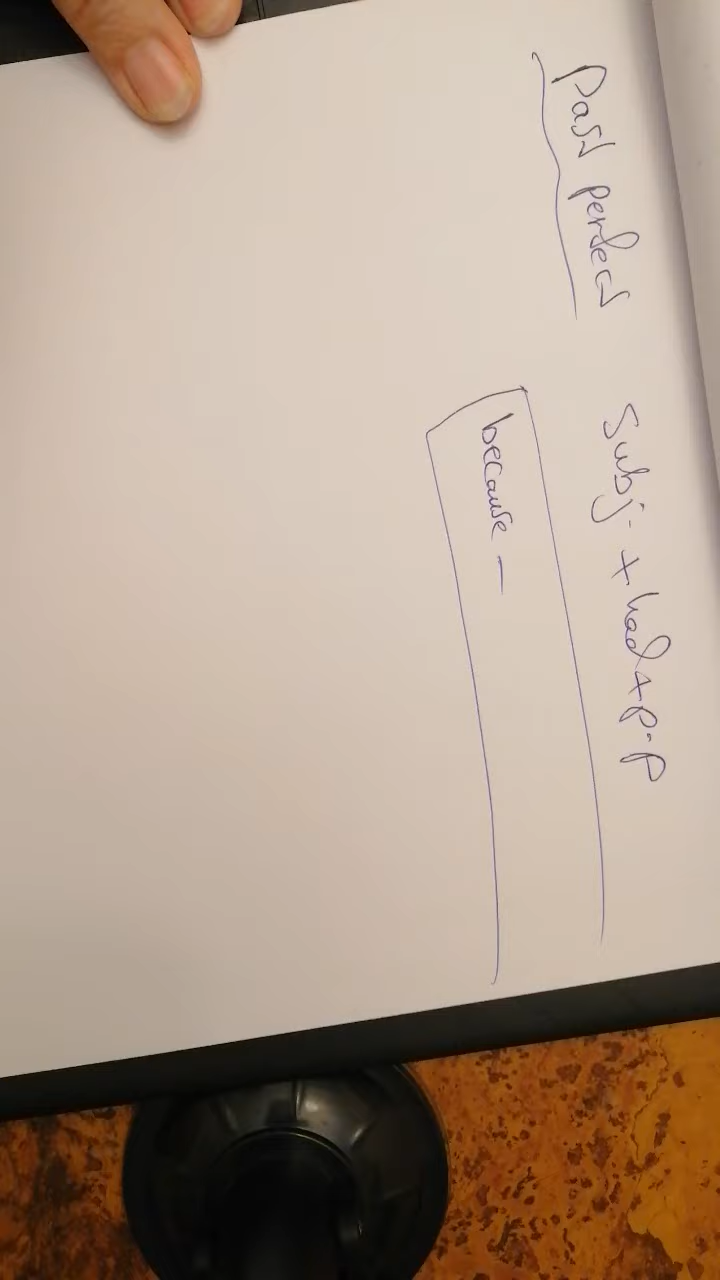 Past perfect
Subj. + had + p.p
because –